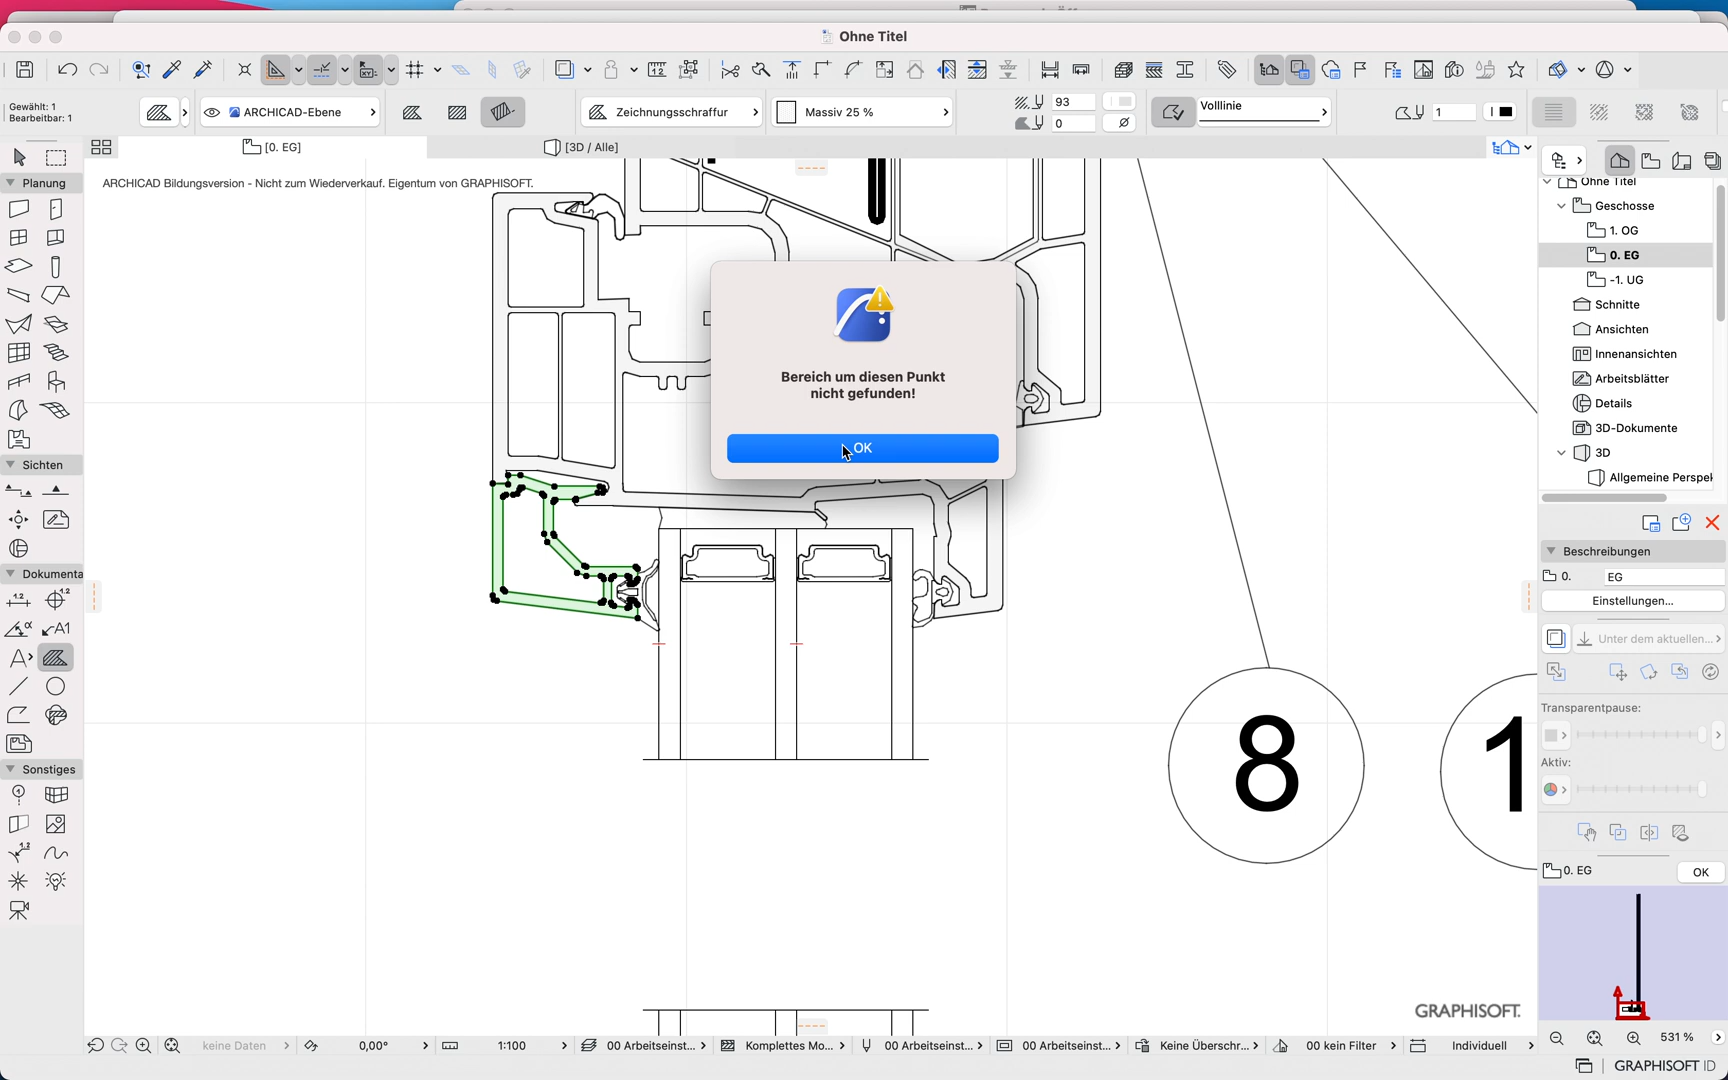 Ohne Titel
Gewählt: 1
Bearbeitbar: 1
ARCHICAD-Ebene
Zeichnungsschraffur
Massiv 25 %
93
0
Volllinie
1
[0. EG]
[3D / Alle]
Planung
ARCHICAD Bildungsversion - Nicht zum Wiederverkauf. Eigentum von GRAPHISOFT.
Ohne Titel
Geschosse
1. OG
0. EG
-1. UG
Schnitte
Ansichten
Innenansichten
Arbeitsblätter
Details
3D-Dokumente
3D
Allgemeine Perspel
Bereich um diesen Punkt
nicht gefunden!
OK
Sichten
Dokumenta
Sonstiges
Beschreibungen
0.
EG
Einstellungen...
Unter dem aktuellen...
Transparentpause:
Aktiv:
0. EG
OK
8
1
GRAPHISOFT.
keine Daten
0,00°
1:100
00 Arbeitseinst...
Komplettes Mo...
00 Arbeitseinst...
00 Arbeitseinst...
Keine Überschr...
00 kein Filter
Individuell
531 %
GRAPHISOFT ID